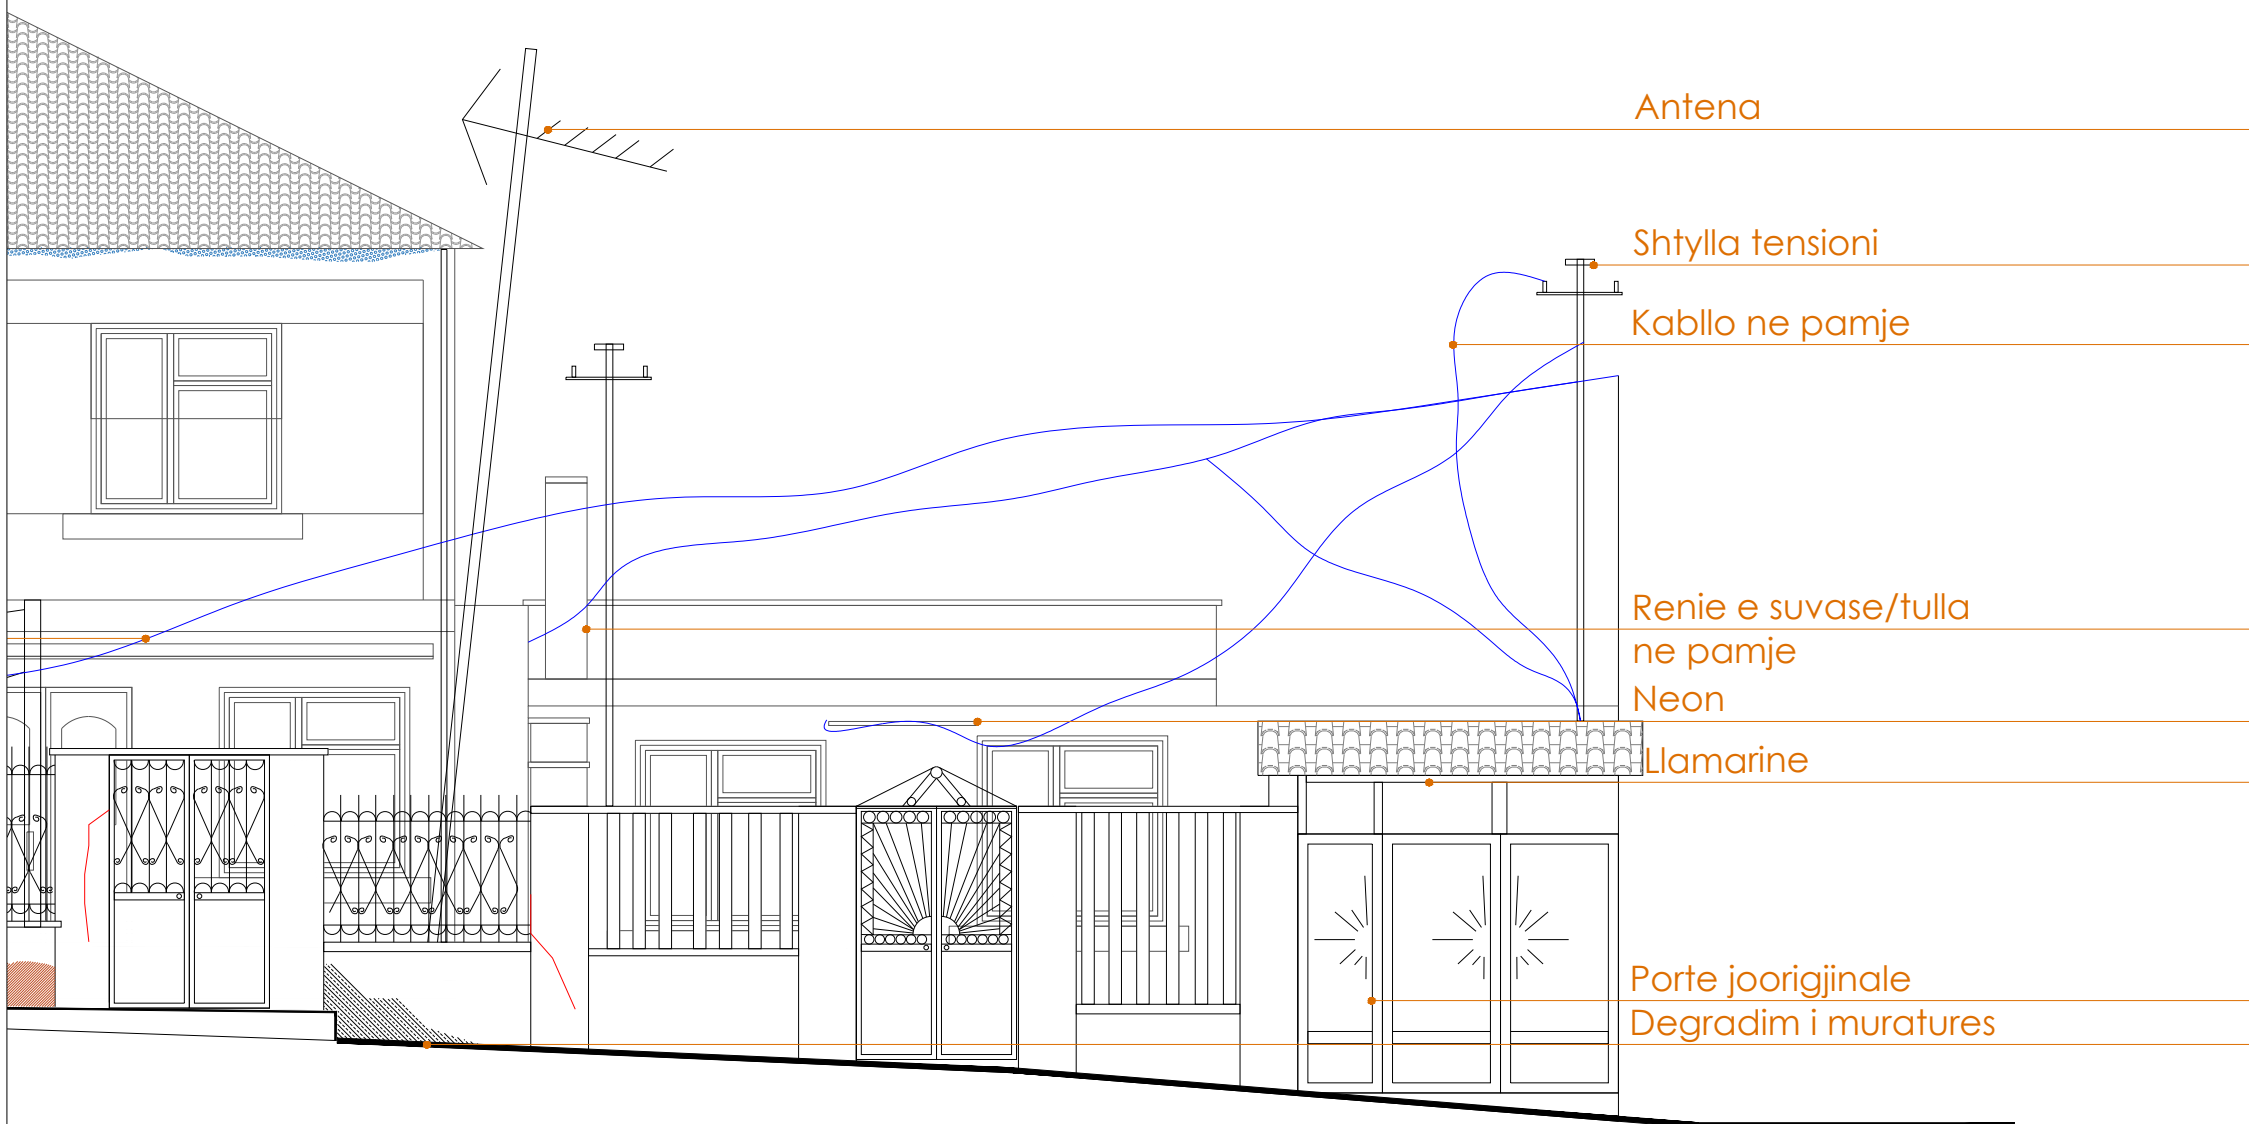 Antena
Shtylla tensioni
Kabllo ne pamje
Renie e suvase/tulla
ne pamje
Neon
Llamarine
Porte joorigjinale
Degradim i muratures